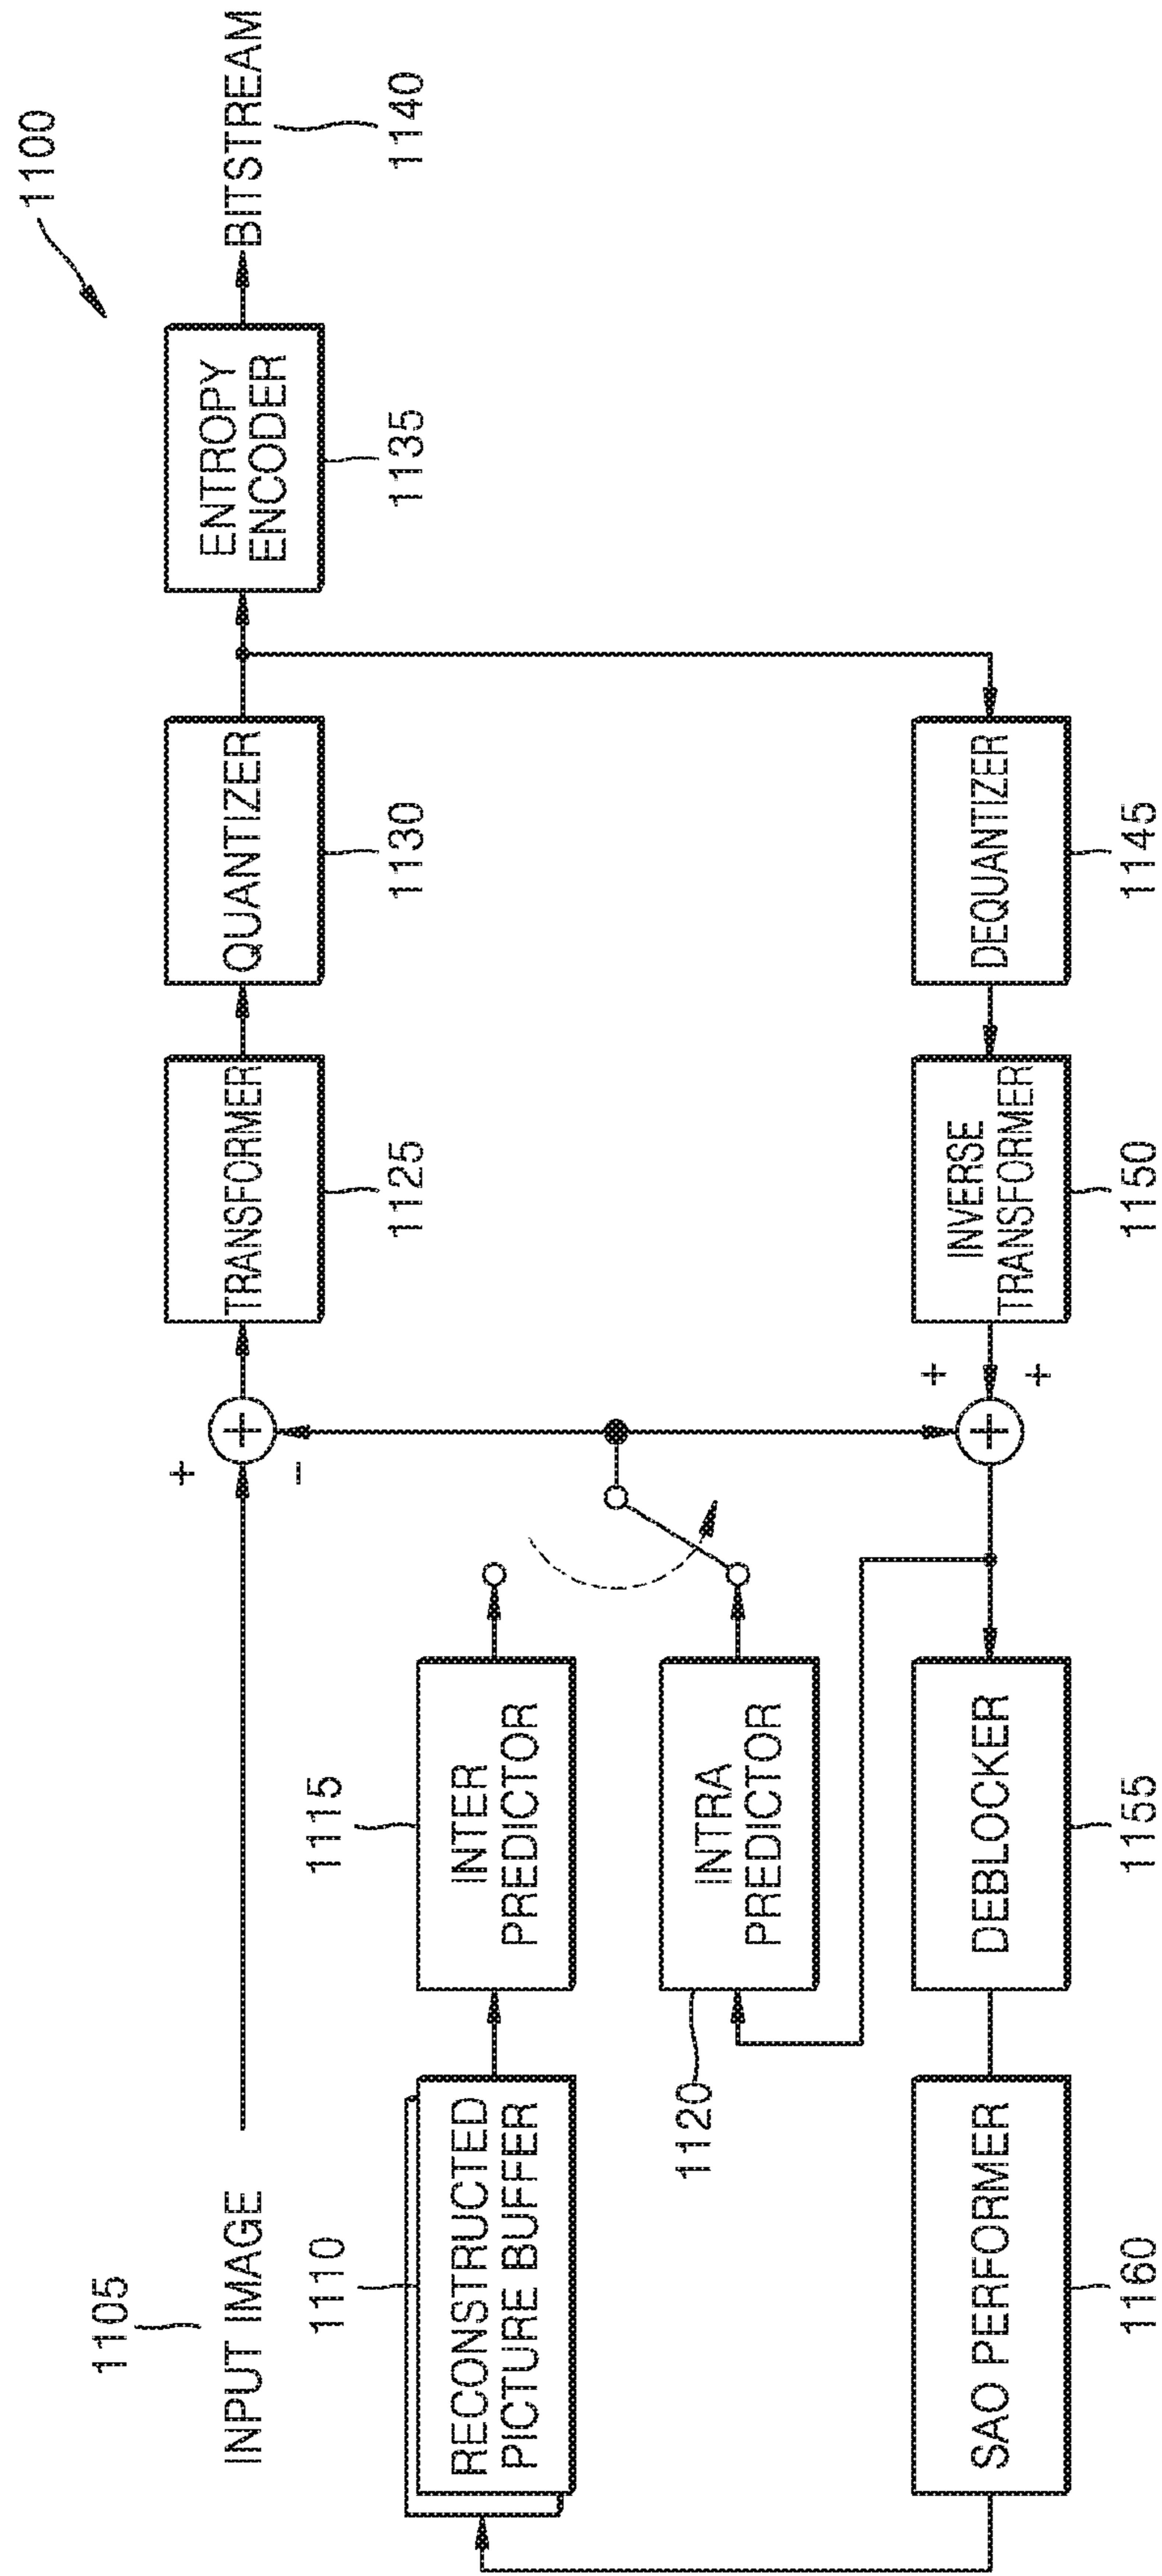 1100
1105
INPUT IMAGE
+
−
+
TRANSFORMER
1125
QUANTIZER
1130
ENTROPY
ENCODER
1135
BITSTREAM
1140
1110
RECONSTRUCTED
PICTURE BUFFER
1115
INTER
PREDICTOR
INTRA
PREDICTOR
1120
SAO PERFORMER
1160
DEBLOCKER
1155
+
+
+
INVERSE
TRANSFORMER
1150
DEQUANTIZER
1145